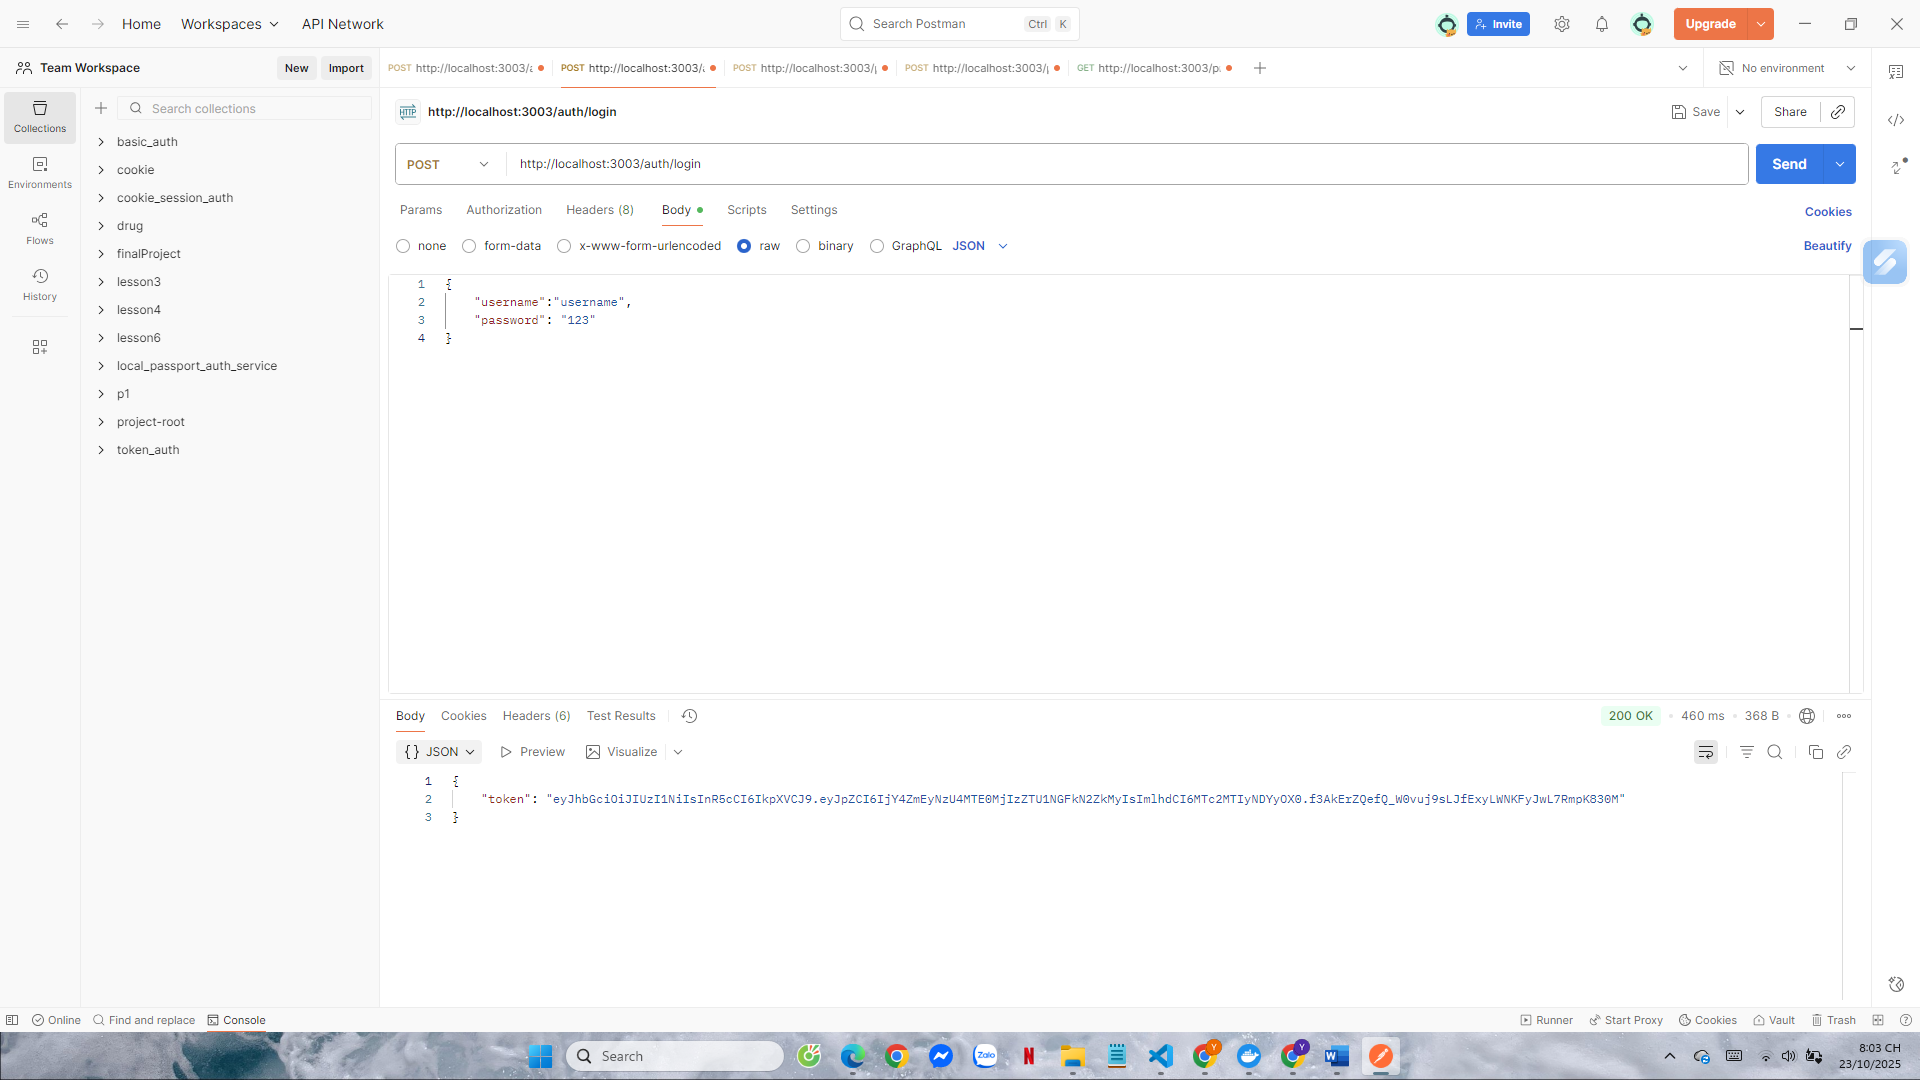 Home
Workspaces
API Network
Search Postman
Ctrl
K
Invite
Upgrade
Team Workspace
New
Import
POST http://localhost:3003/
POST http://localhost:3003/
POST http://localhost:3003/
POST http://localhost:3003/
GET http://localhost:3003/p
No environment
Collections
Environments
Flows
History
Search collections
basic_auth
cookie
cookie_session_auth
drug
finalProject
lesson3
lesson4
lesson6
local_passport_auth_service
p1
project-root
token_auth
HTTP
http://localhost:3003/auth/login
Save
Share
POST
http://localhost:3003/auth/login
Send
Params
Authorization
Headers (8)
Body
Scripts
Settings
Cookies
none
form-data
x-www-form-urlencoded
raw
binary
GraphQL
JSON
Beautify
1 {
2 "username":"username",
3 "password": "123"
4 }
Body
Cookies
Headers (6)
Test Results
200 OK
460 ms
368 B
{} JSON
Preview
Visualize
1 {
2 "token": "eyJhbGciOiJIUzI1NiIsInR5cCI6IkpXVCJ9.eyJpZCI6IjY4ZmEyNzU4MTE0MjIzZTU1NGFkN2ZkMyIsImlhdCI6MTc2MTIyNDYyOX0.f3AkErZQefQ_W0vuj9sLJfExyLWNKFyJwL7RmpK830M"
3 }
Online
Find and replace
Console
Runner
Start Proxy
Cookies
Vault
Trash
Search
Zalo
N
Y
Y
W
8:03 CH
23/10/2025